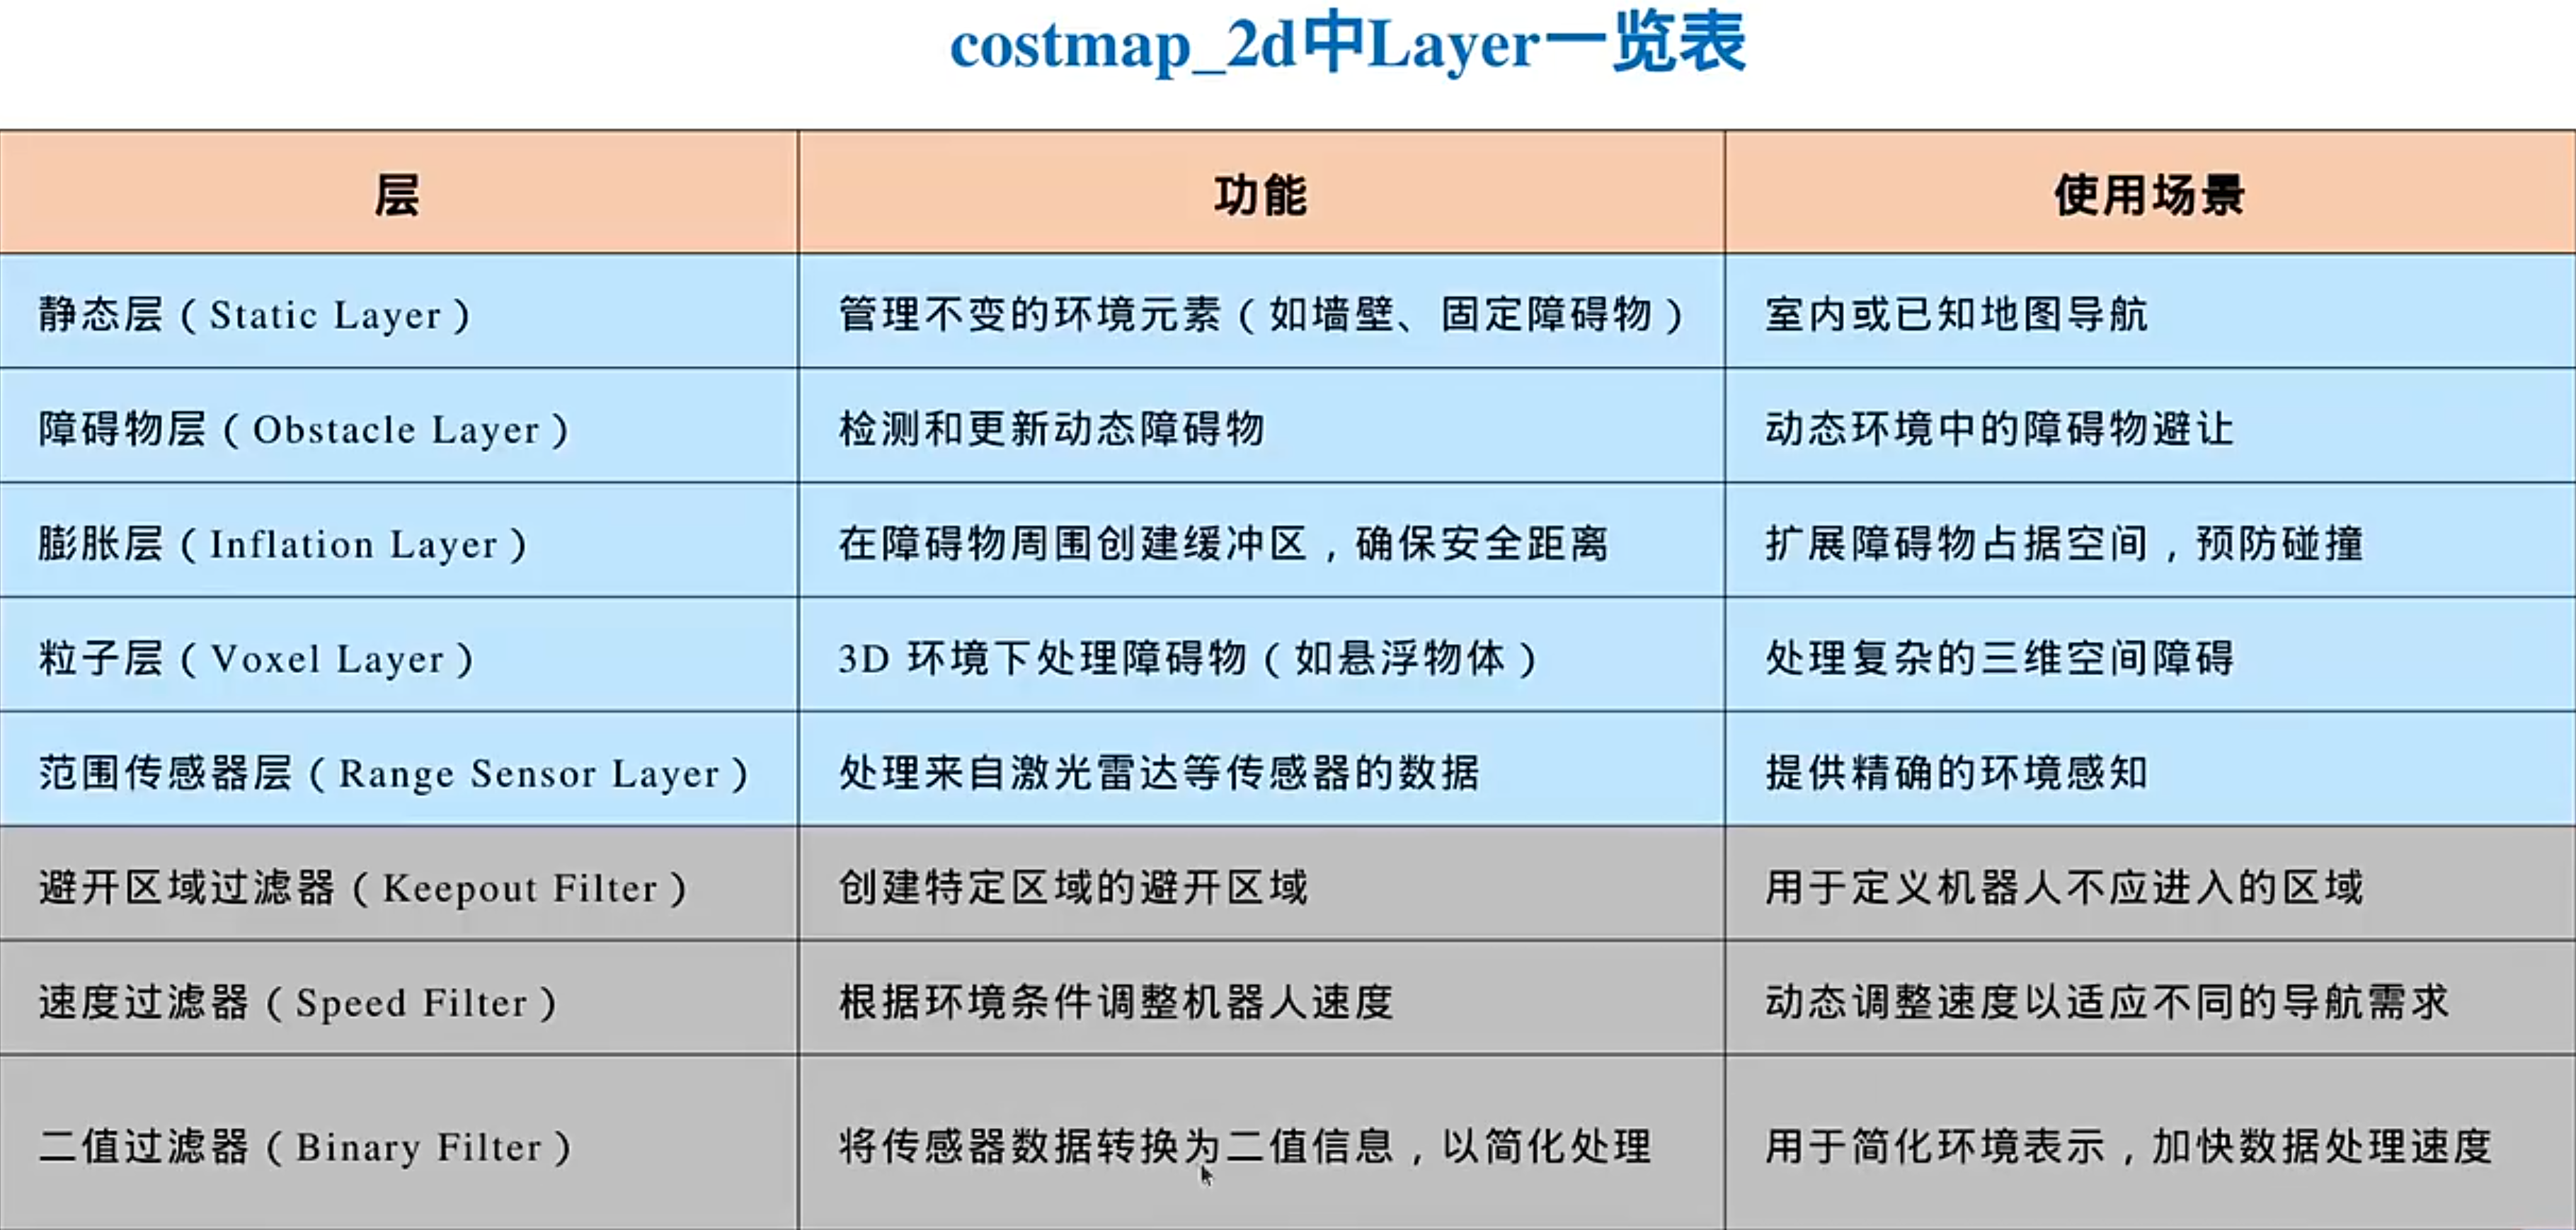 costmap_2d中Layer一览表
层 功能 使用场景
静态层（Static Layer） 管理不变的环境元素（如墙壁、固定障碍物） 室内或已知地图导航
障碍物层（Obstacle Layer） 检测和更新动态障碍物 动态环境中的障碍物避让
膨胀层（Inflation Layer） 在障碍物周围创建缓冲区，确保安全距离 扩展障碍物占据空间，预防碰撞
粒子层（Voxel Layer） 3D 环境下处理障碍物（如悬浮物体） 处理复杂的三维空间障碍
范围传感器层（Range Sensor Layer） 处理来自激光雷达等传感器的数据 提供精确的环境感知
避开区域过滤器（Keepout Filter） 创建特定区域的避开区域 用于定义机器人不应进入的区域
速度过滤器（Speed Filter） 根据环境条件调整机器人速度 动态调整速度以适应不同的导航需求
二值过滤器（Binary Filter） 将传感器数据转换为二值信息，以简化处理 用于简化环境表示，加快数据处理速度